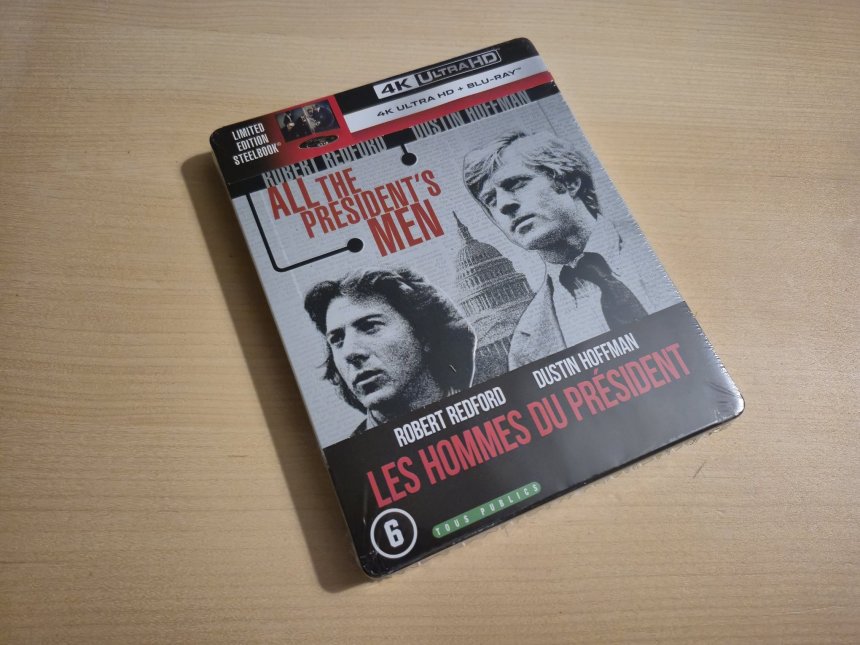 4K ULTRA HD
4K ULTRA HD + BLU-RAY™
LIMITED
EDITION
STEELBOOK®
ROBERT REDFORD
DUSTIN HOFFMAN
ALL THE
PRESIDENT'S
MEN
ROBERT REDFORD DUSTIN HOFFMAN
LES HOMMES DU PRÉSIDENT
6
TOUS PUBLICS